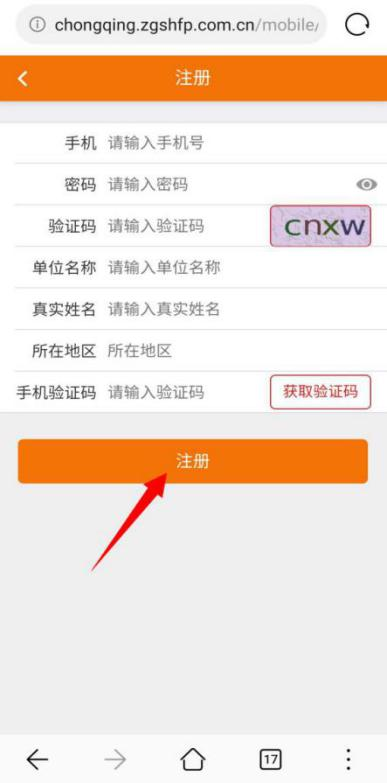 chongqing.zgshfp.com.cn/mobile/
注册
手机 请输入手机号
密码 请输入密码
验证码 请输入验证码 cnxw
单位名称 请输入单位名称
真实姓名 请输入真实姓名
所在地区 所在地区
手机验证码 请输入验证码 获取验证码
注册
17